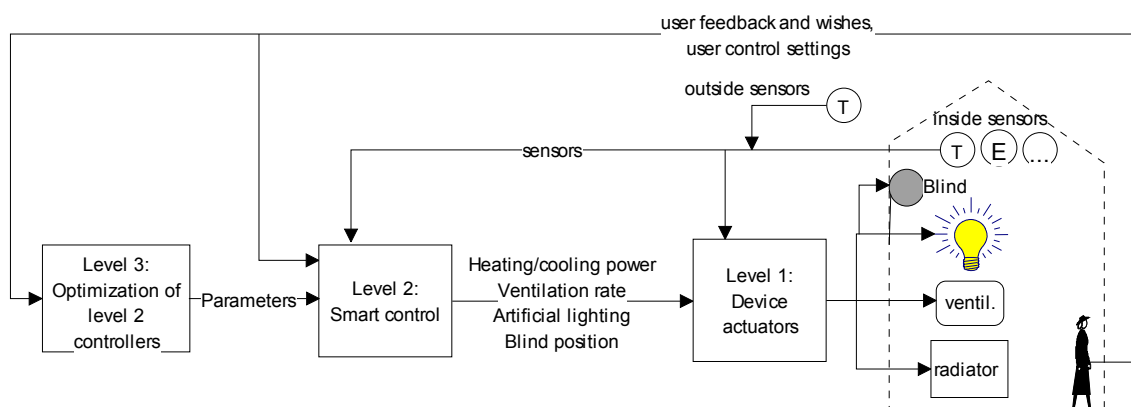 user feedback and wishes,
user control settings
outside sensors
T
inside sensors
T
E
...
sensors
Blind
Level 3:
Optimization of
level 2
controllers
Parameters
Level 2:
Smart control
Heating/cooling power
Ventilation rate
Artificial lighting
Blind position
Level 1:
Device
actuators
ventil.
radiator